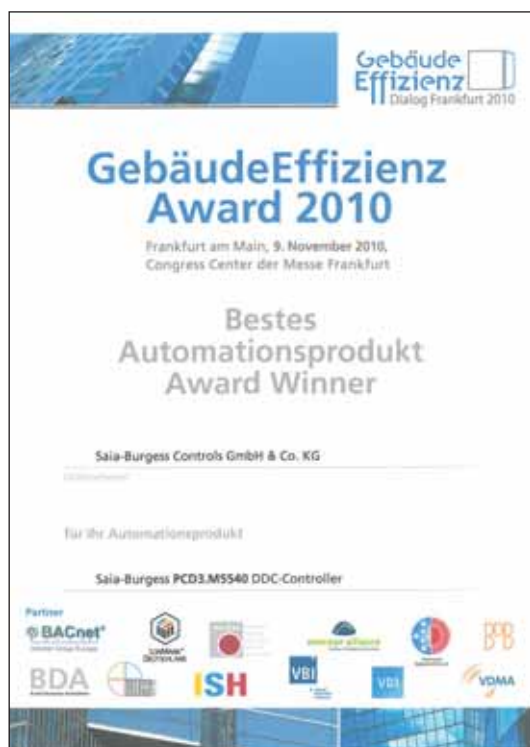 Gebäude
Effizienz
Dialog Frankfurt 2010
GebäudeEffizienz
Award 2010
Frankfurt am Main, 9. November 2010,
Congress Center der Messe Frankfurt
Bestes
Automationsprodukt
Award Winner
Saia-Burgess Controls GmbH & Co. KG
für Ihr Automationsprodukt
Saia-Burgess PCD3.M5540 DDC-Controller
Partner
BACnet
LONMARK
DEUTSCHLAND
BDA
ISH
VBI
VDI
VDMA